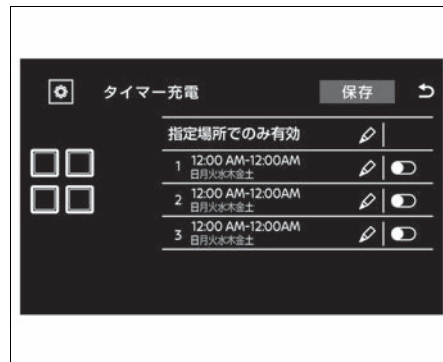 タイマー充電
保存
指定場所でのみ有効
1 12:00 AM-12:00AM
日月火水木金土
2 12:00 AM-12:00AM
日月火水木金土
3 12:00 AM-12:00AM
日月火水木金土